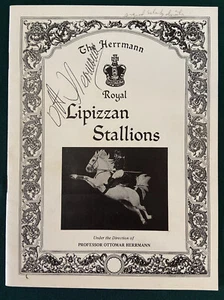 The Herrmann
Royal
Lipizzan
Stallions
Under the Direction of
PROFESSOR OTTOMAR HERRMANN